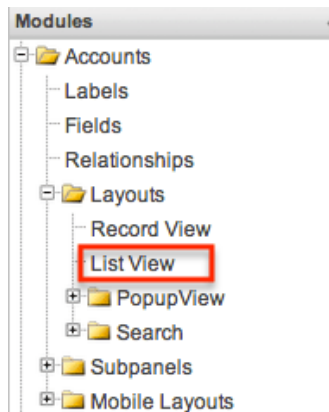 Modules
Accounts
Labels
Fields
Relationships
Layouts
Record View
List View
PopupView
Search
Subpanels
Mobile Layouts